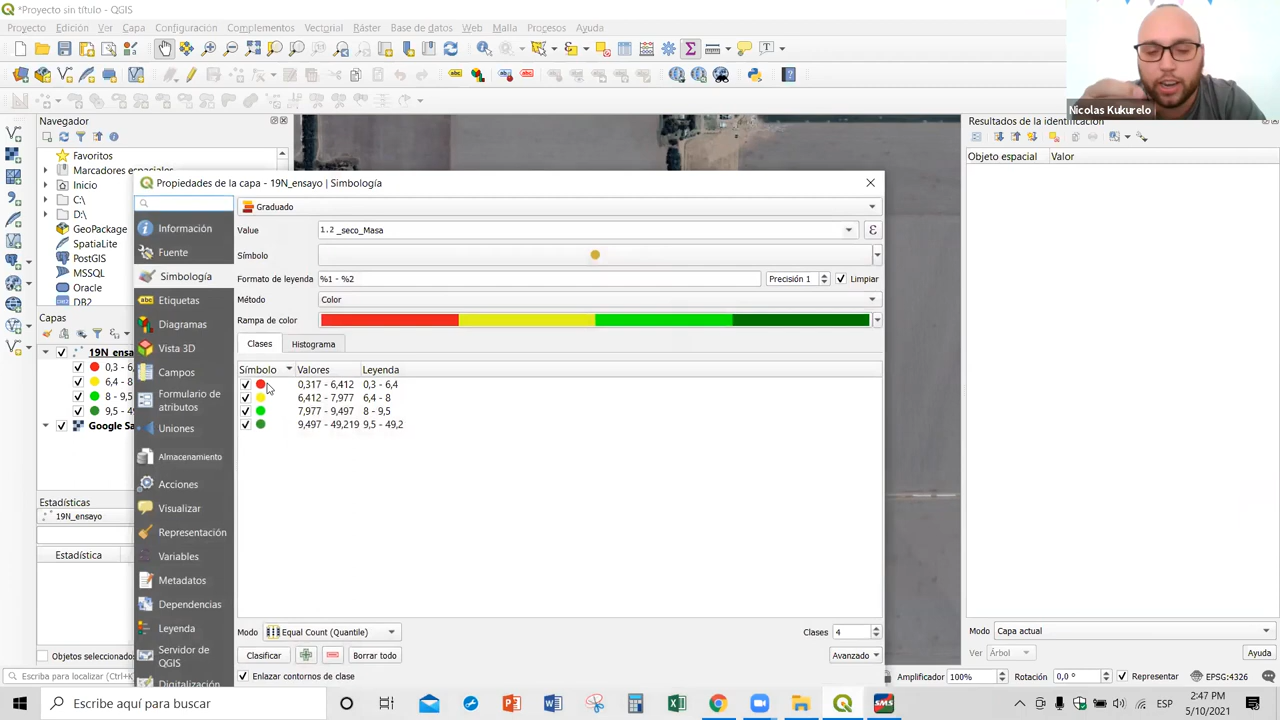 *Proyecto sin título - QGIS
Proyecto Edición Ver Capa Configuración Complementos Vectorial Ráster Base de datos Web Malla Procesos Ayuda
Nicolas Kukurelo
Navegador
Favoritos
Marcadores espaciales
Inicio
C:\
D:\
GeoPackage
SpatiaLite
PostGIS
MSSQL
Oracle
DB2
Capas
19N_ensa
0,3 - 6,
6,4 - 8
8 - 9,5
9,5 - 49
Google Sa
Estadísticas
19N_ensayo
Estadística
Objetos seleccionados
Escriba para localizar (Ctrl+K
Propiedades de la capa - 19N_ensayo | Simbología
Información
Fuente
Simbología
Etiquetas
Diagramas
Vista 3D
Campos
Formulario de
atributos
Uniones
Almacenamiento
Acciones
Visualizar
Representación
Variables
Metadatos
Dependencias
Leyenda
Servidor de
QGIS
Digitalización
Graduado
Value 1.2 _seco_Masa
Símbolo
Formato de leyenda %1 - %2 Precisión 1 Limpiar
Método Color
Rampa de color
Clases Histograma
Símbolo Valores Leyenda
0,317 - 6,412 0,3 - 6,4
6,412 - 7,977 6,4 - 8
7,977 - 9,497 8 - 9,5
9,497 - 49,219 9,5 - 49,2
Modo Equal Count (Quantile) Clases 4
Clasificar Borrar todo Avanzado
Enlazar contornos de clase
Resultados de la identificación
Objeto espacial Valor
Modo Capa actual
Ver Árbol Ayuda
Amplificador 100% Rotación 0,0 ° Representar EPSG:4326
Escribe aquí para buscar
SMS
ESP
2:47 PM
5/10/2021